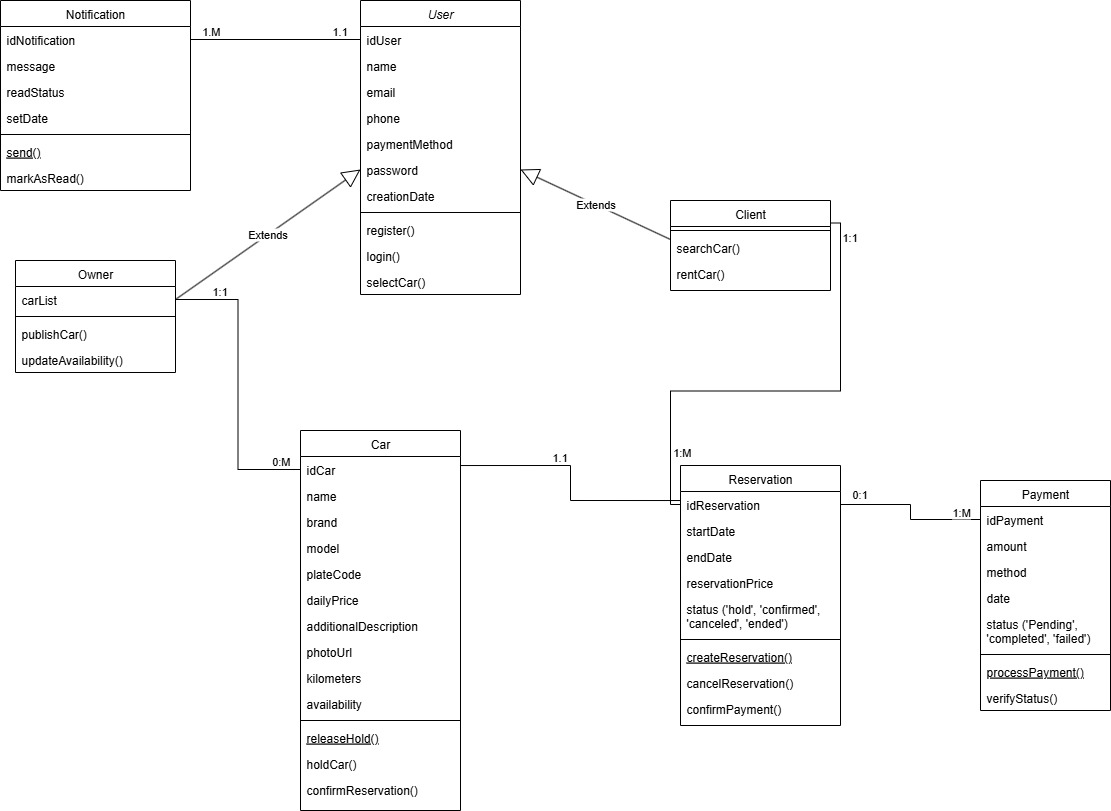 Notification
idNotification
message
readStatus
setDate
send()
markAsRead()
1.M
1.1
User
idUser
name
email
phone
paymentMethod
password
creationDate
register()
login()
selectCar()
Extends
Extends
Client
searchCar()
rentCar()
1:1
Owner
carList
publishCar()
updateAvailability()
1:1
0:M
Car
idCar
name
brand
model
plateCode
dailyPrice
additionalDescription
photoUrl
kilometers
availability
releaseHold()
holdCar()
confirmReservation()
1.1
1:M
Reservation
idReservation
startDate
endDate
reservationPrice
status ('hold', 'confirmed',
'canceled', 'ended')
createReservation()
cancelReservation()
confirmPayment()
0:1
1:M
Payment
idPayment
amount
method
date
status ('Pending',
'completed', 'failed')
processPayment()
verifyStatus()